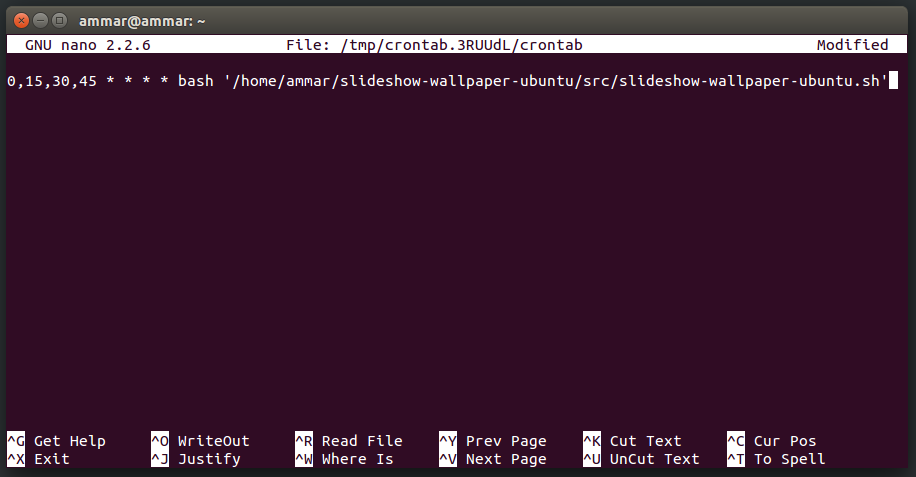 ammar@ammar: ~
GNU nano 2.2.6 File: /tmp/crontab.3RUUdL/crontab Modified
0,15,30,45 * * * * bash '/home/ammar/slideshow-wallpaper-ubuntu/src/slideshow-wallpaper-ubuntu.sh'
^G Get Help ^O WriteOut ^R Read File ^Y Prev Page ^K Cut Text ^C Cur Pos
^X Exit ^J Justify ^W Where Is ^V Next Page ^U UnCut Text ^T To Spell